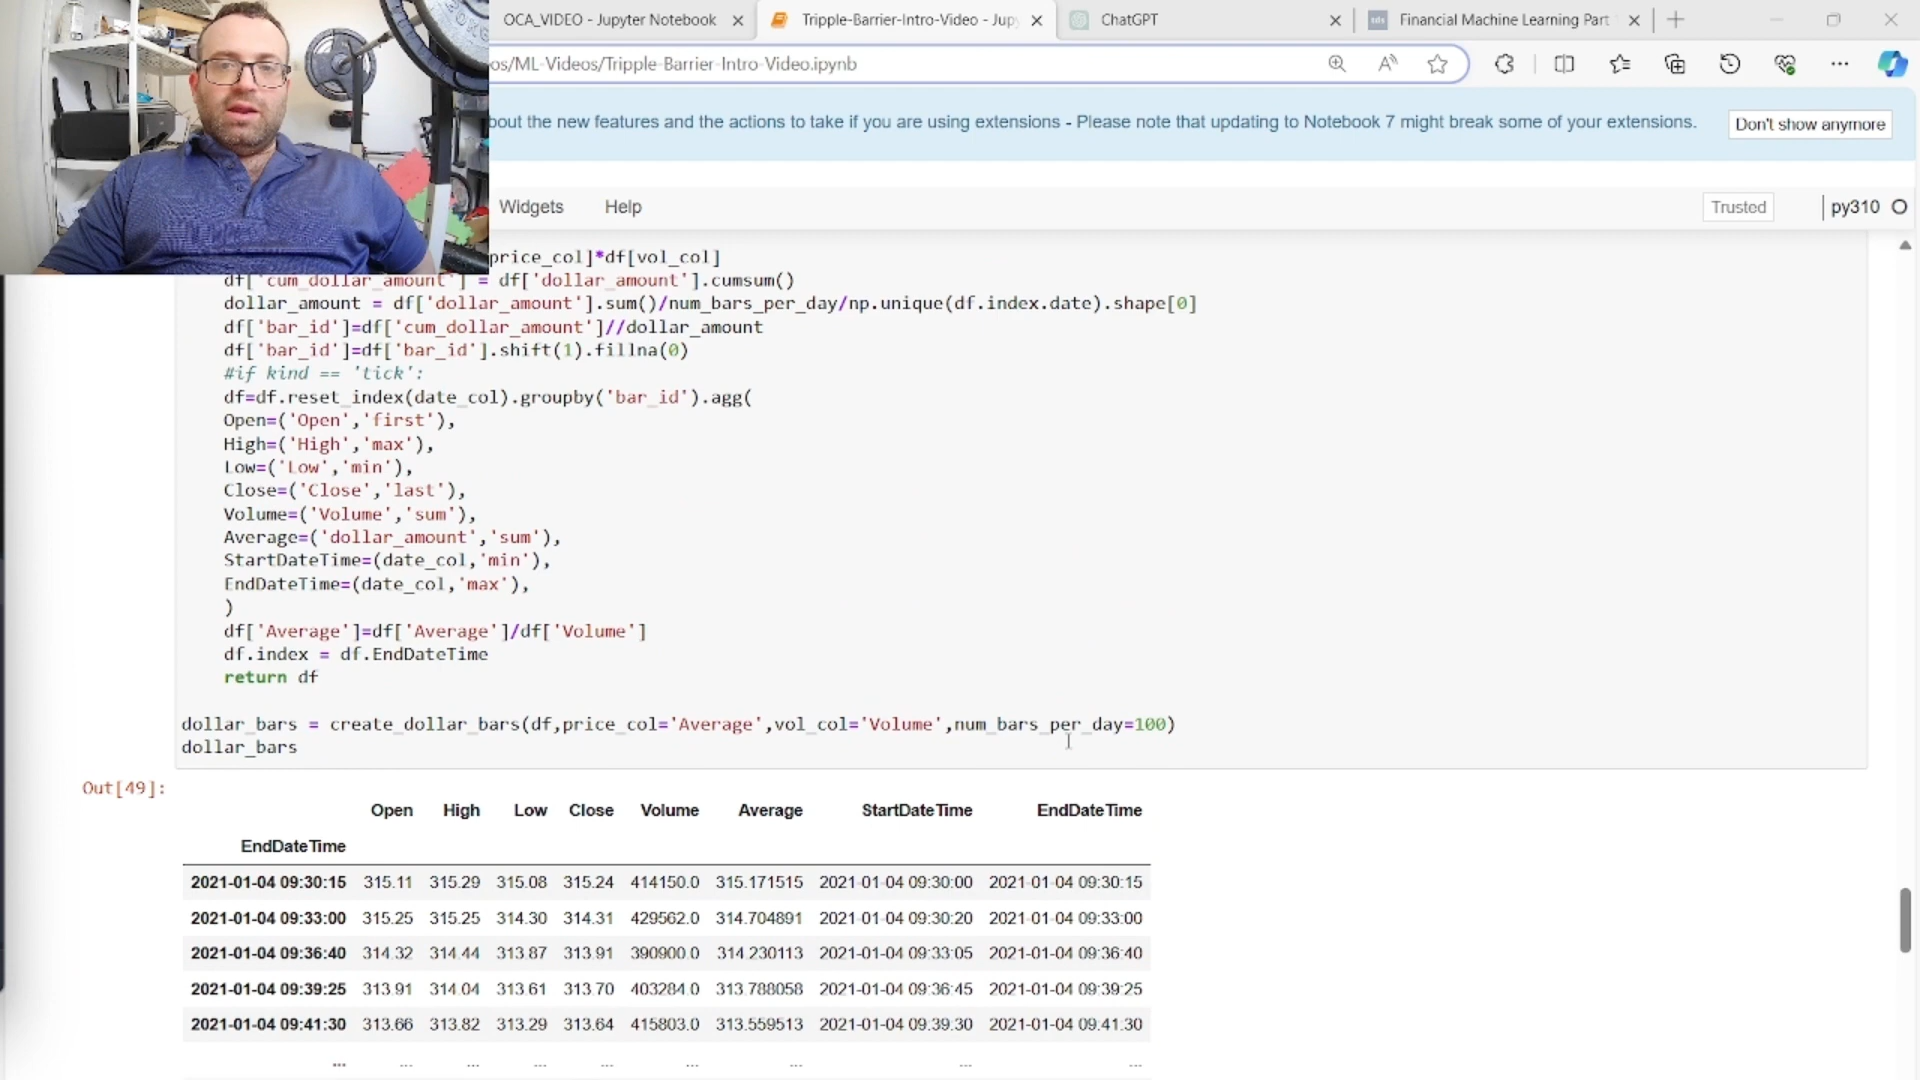 OCA_VIDEO - Jupyter Notebook
Tripple-Barrier-Intro-Video - Jup
ChatGPT
Financial Machine Learning Part
os/ML-Videos/Tripple-Barrier-Intro-Video.ipynb
bout the new features and the actions to take if you are using extensions - Please note that updating to Notebook 7 might break some of your extensions.
Don't show anymore
Widgets Help
Trusted
py310
price_col]*df[vol_col]
df['cum_dollar_amount'] = df['dollar_amount'].cumsum()
dollar_amount = df['dollar_amount'].sum()/num_bars_per_day/np.unique(df.index.date).shape[0]
df['bar_id']=df['cum_dollar_amount']//dollar_amount
df['bar_id']=df['bar_id'].shift(1).fillna(0)
#if kind == 'tick':
df=df.reset_index(date_col).groupby('bar_id').agg(
Open=('Open','first'),
High=('High','max'),
Low=('Low','min'),
Close=('Close','last'),
Volume=('Volume','sum'),
Average=('dollar_amount','sum'),
StartDateTime=(date_col,'min'),
EndDateTime=(date_col,'max'),
)
df['Average']=df['Average']/df['Volume']
df.index = df.EndDateTime
return df
dollar_bars = create_dollar_bars(df,price_col='Average',vol_col='Volume',num_bars_per_day=100)
dollar_bars
Out[49]:
Open High Low Close Volume Average StartDateTime EndDateTime
EndDateTime
2021-01-04 09:30:15 315.11 315.29 315.08 315.24 414150.0 315.171515 2021-01-04 09:30:00 2021-01-04 09:30:15
2021-01-04 09:33:00 315.25 315.25 314.30 314.31 429562.0 314.704891 2021-01-04 09:30:20 2021-01-04 09:33:00
2021-01-04 09:36:40 314.32 314.44 313.87 313.91 390900.0 314.230113 2021-01-04 09:33:05 2021-01-04 09:36:40
2021-01-04 09:39:25 313.91 314.04 313.61 313.70 403284.0 313.788058 2021-01-04 09:36:45 2021-01-04 09:39:25
2021-01-04 09:41:30 313.66 313.82 313.29 313.64 415803.0 313.559513 2021-01-04 09:39:30 2021-01-04 09:41:30
... ... ... ... ... ... ... ... ...